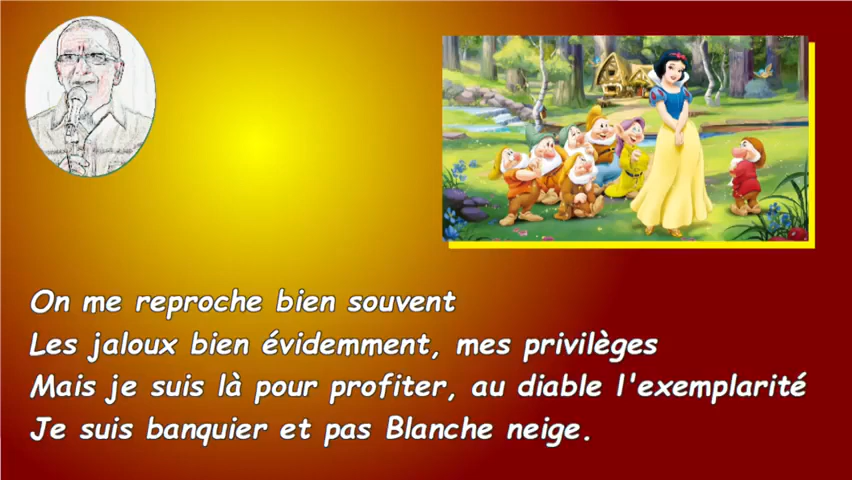 On me reproche bien souvent
Les jaloux bien évidemment, mes privilèges
Mais je suis là pour profiter, au diable l'exemplarité
Je suis banquier et pas Blanche neige.